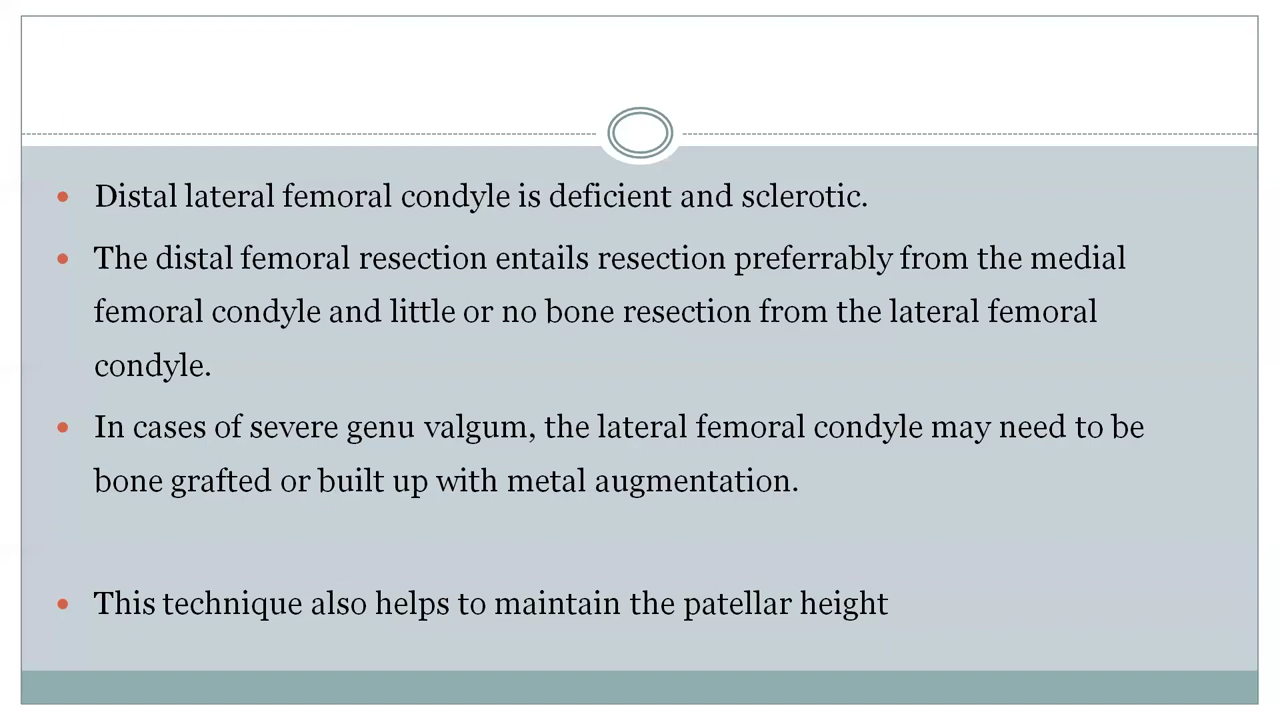 Distal lateral femoral condyle is deficient and sclerotic.
The distal femoral resection entails resection preferrably from the medial
femoral condyle and little or no bone resection from the lateral femoral
condyle.
In cases of severe genu valgum, the lateral femoral condyle may need to be
bone grafted or built up with metal augmentation.
This technique also helps to maintain the patellar height